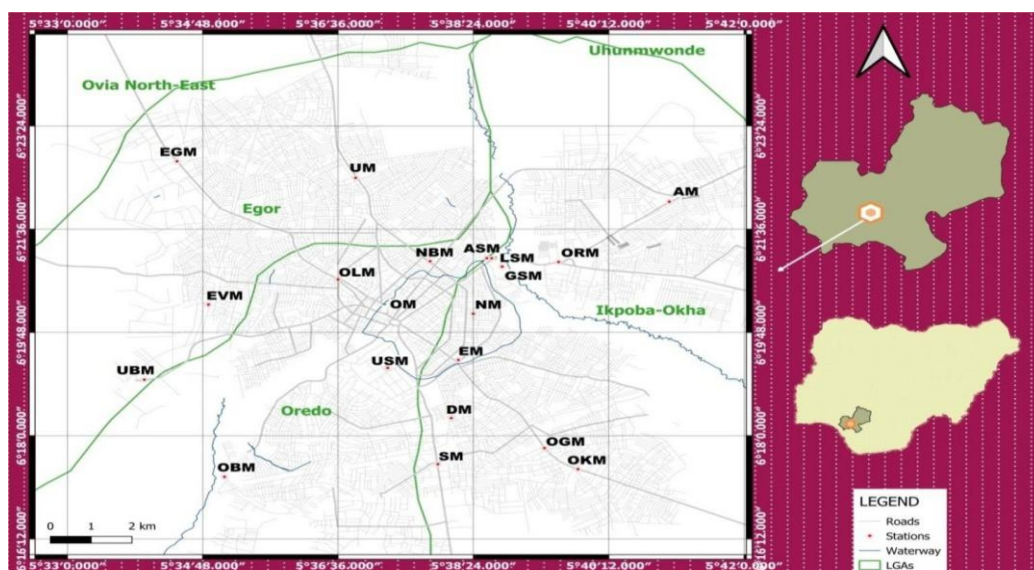 5°33'0.000" 5°34'48.000" 5°36'36.000" 5°38'24.000" 5°40'12.000" 5°42'0.000"
Uhunmwonde
Ovia North-East
6°23'24.000" 6°23'24.000"
EGM
UM
AM
Egor
6°21'36.000" 6°21'36.000"
NBM ASM LSM ORM
GSM
OLM
EVM OM NM Ikpoba-Okha
6°19'48.000" 6°19'48.000"
USM EM
UBM
Oredo DM
6°18'0.000" 6°18'0.000"
OGM
OBM SM OKM
0 1 2 km
6°16'12.000" 6°16'12.000"
5°33'0.000" 5°34'48.000" 5°36'36.000" 5°38'24.000" 5°40'12.000" 5°42'0.000"
LEGEND
Roads
Stations
Waterway
LGAs